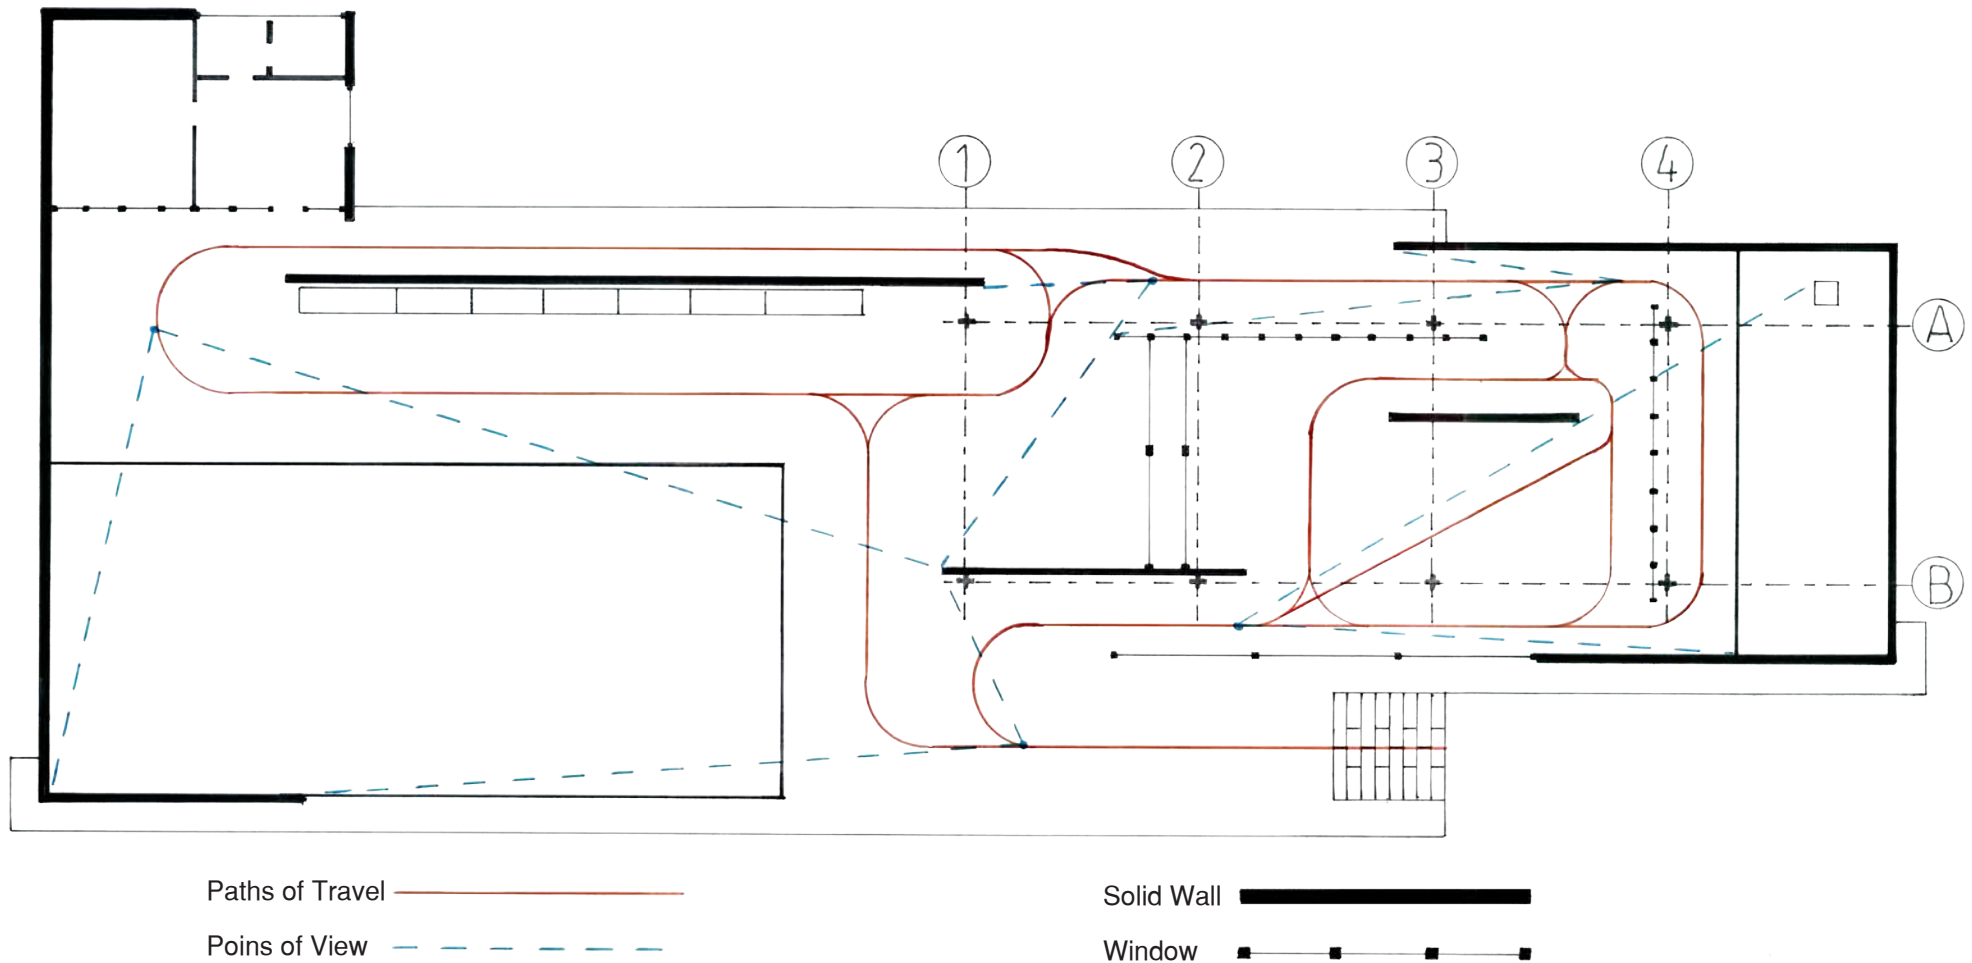 1 2 3 4
A
B
Paths of Travel
Solid Wall
Poins of View
Window